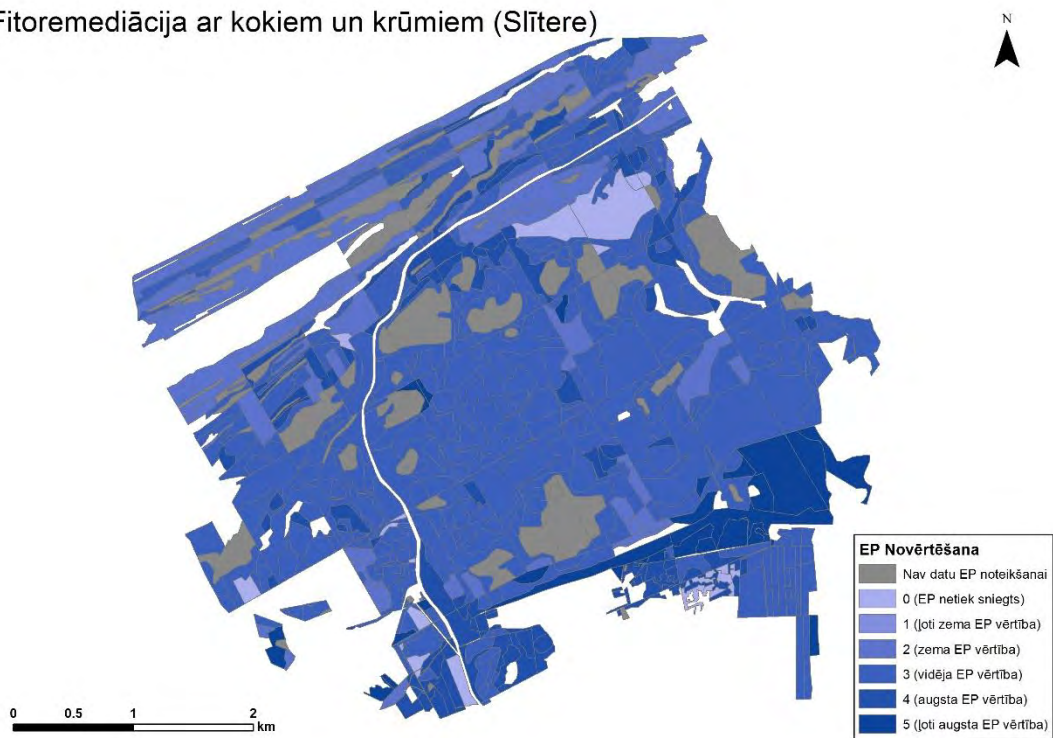 Fitoremediācija ar kokiem un krūmiem (Slītere)
N
EP Novērtēšana
Nav datu EP noteikšanai
0 (EP netiek sniegts)
1 (ļoti zema EP vērtība)
2 (zema EP vērtība)
3 (vidēja EP vērtība)
4 (augsta EP vērtība)
5 (ļoti augsta EP vērtība)
0 0.5 1 2
km